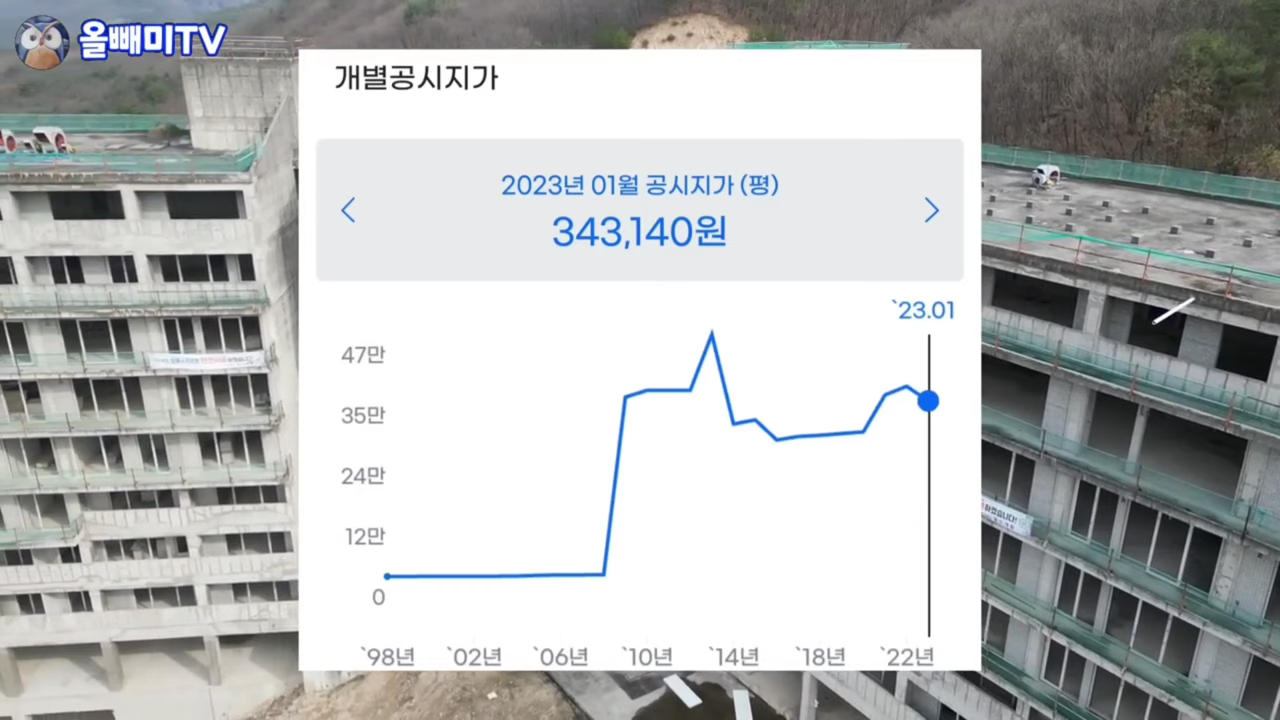 올빼미TV
개별공시지가
2023년 01월 공시지가 (평)
343,140원
`23.01
47만
35만
24만
12만
0
`98년 `02년 `06년 `10년 `14년 `18년 `22년